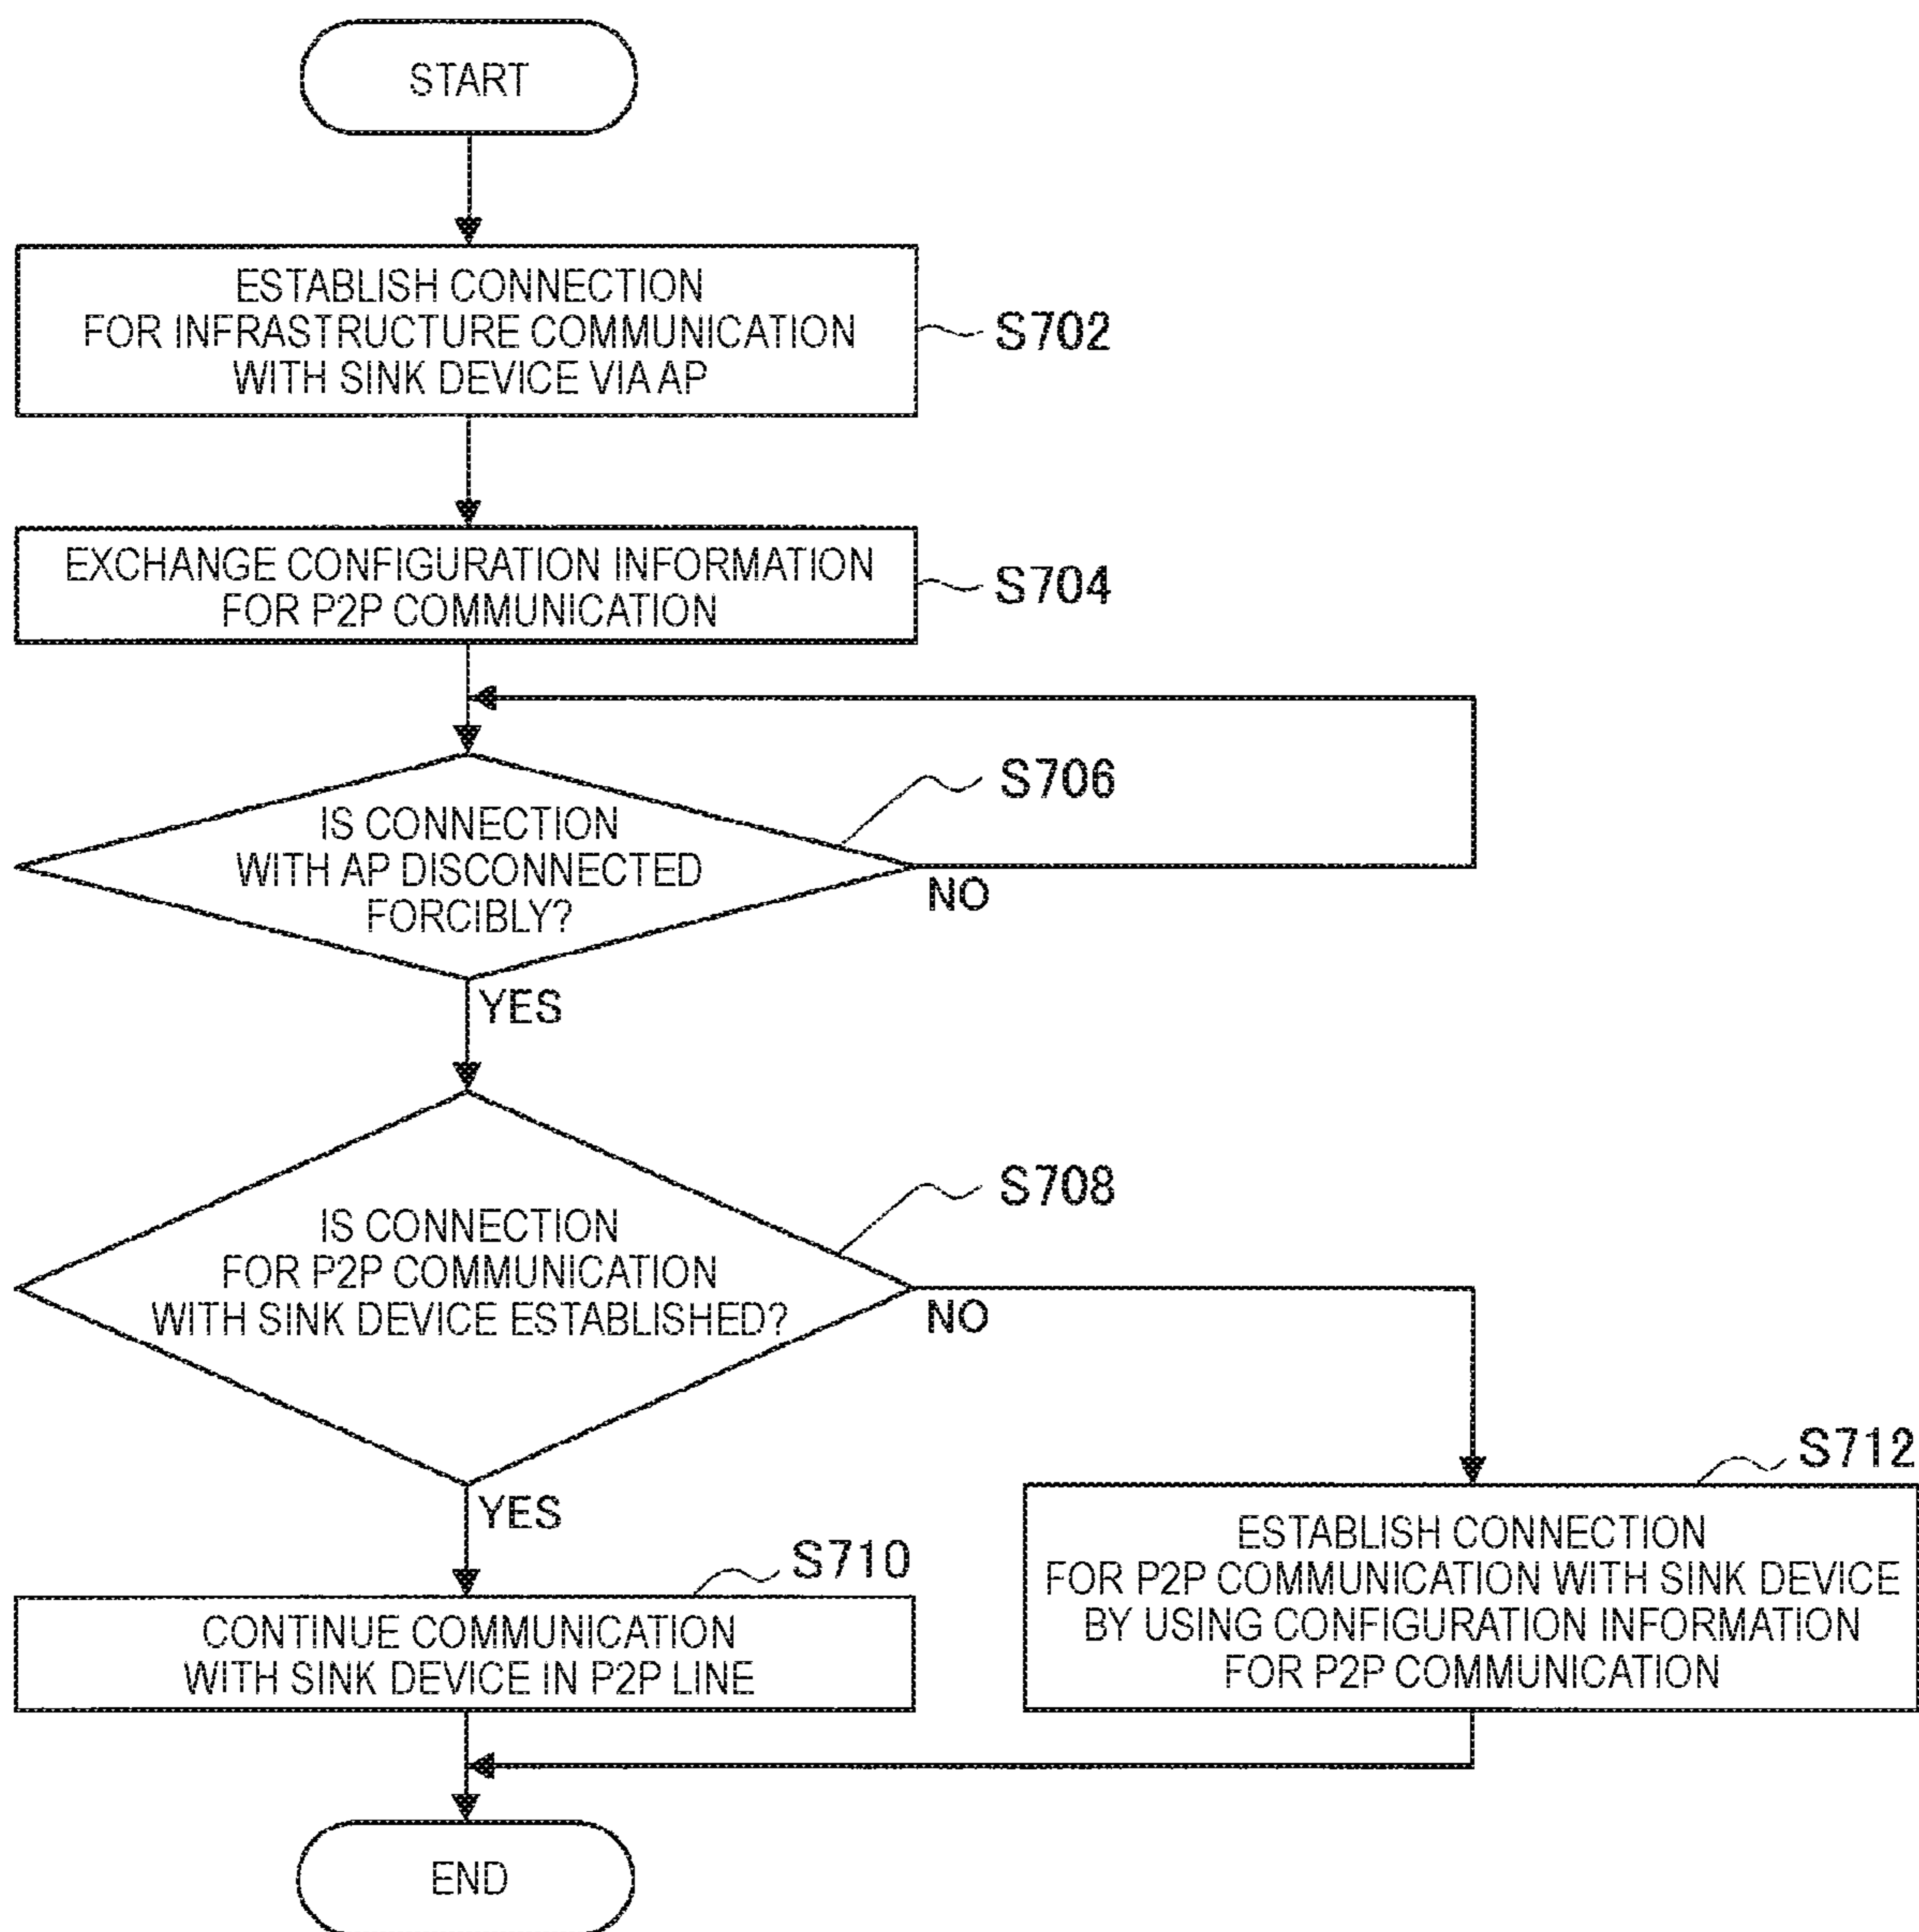 START
ESTABLISH CONNECTION
FOR INFRASTRUCTURE COMMUNICATION
WITH SINK DEVICE VIA AP
S702
EXCHANGE CONFIGURATION INFORMATION
FOR P2P COMMUNICATION
S704
S706
IS CONNECTION
WITH AP DISCONNECTED
FORCIBLY?
NO
YES
S708
IS CONNECTION
FOR P2P COMMUNICATION
WITH SINK DEVICE ESTABLISHED?
NO
YES
S710
CONTINUE COMMUNICATION
WITH SINK DEVICE IN P2P LINE
S712
ESTABLISH CONNECTION
FOR P2P COMMUNICATION WITH SINK DEVICE
BY USING CONFIGURATION INFORMATION
FOR P2P COMMUNICATION
END